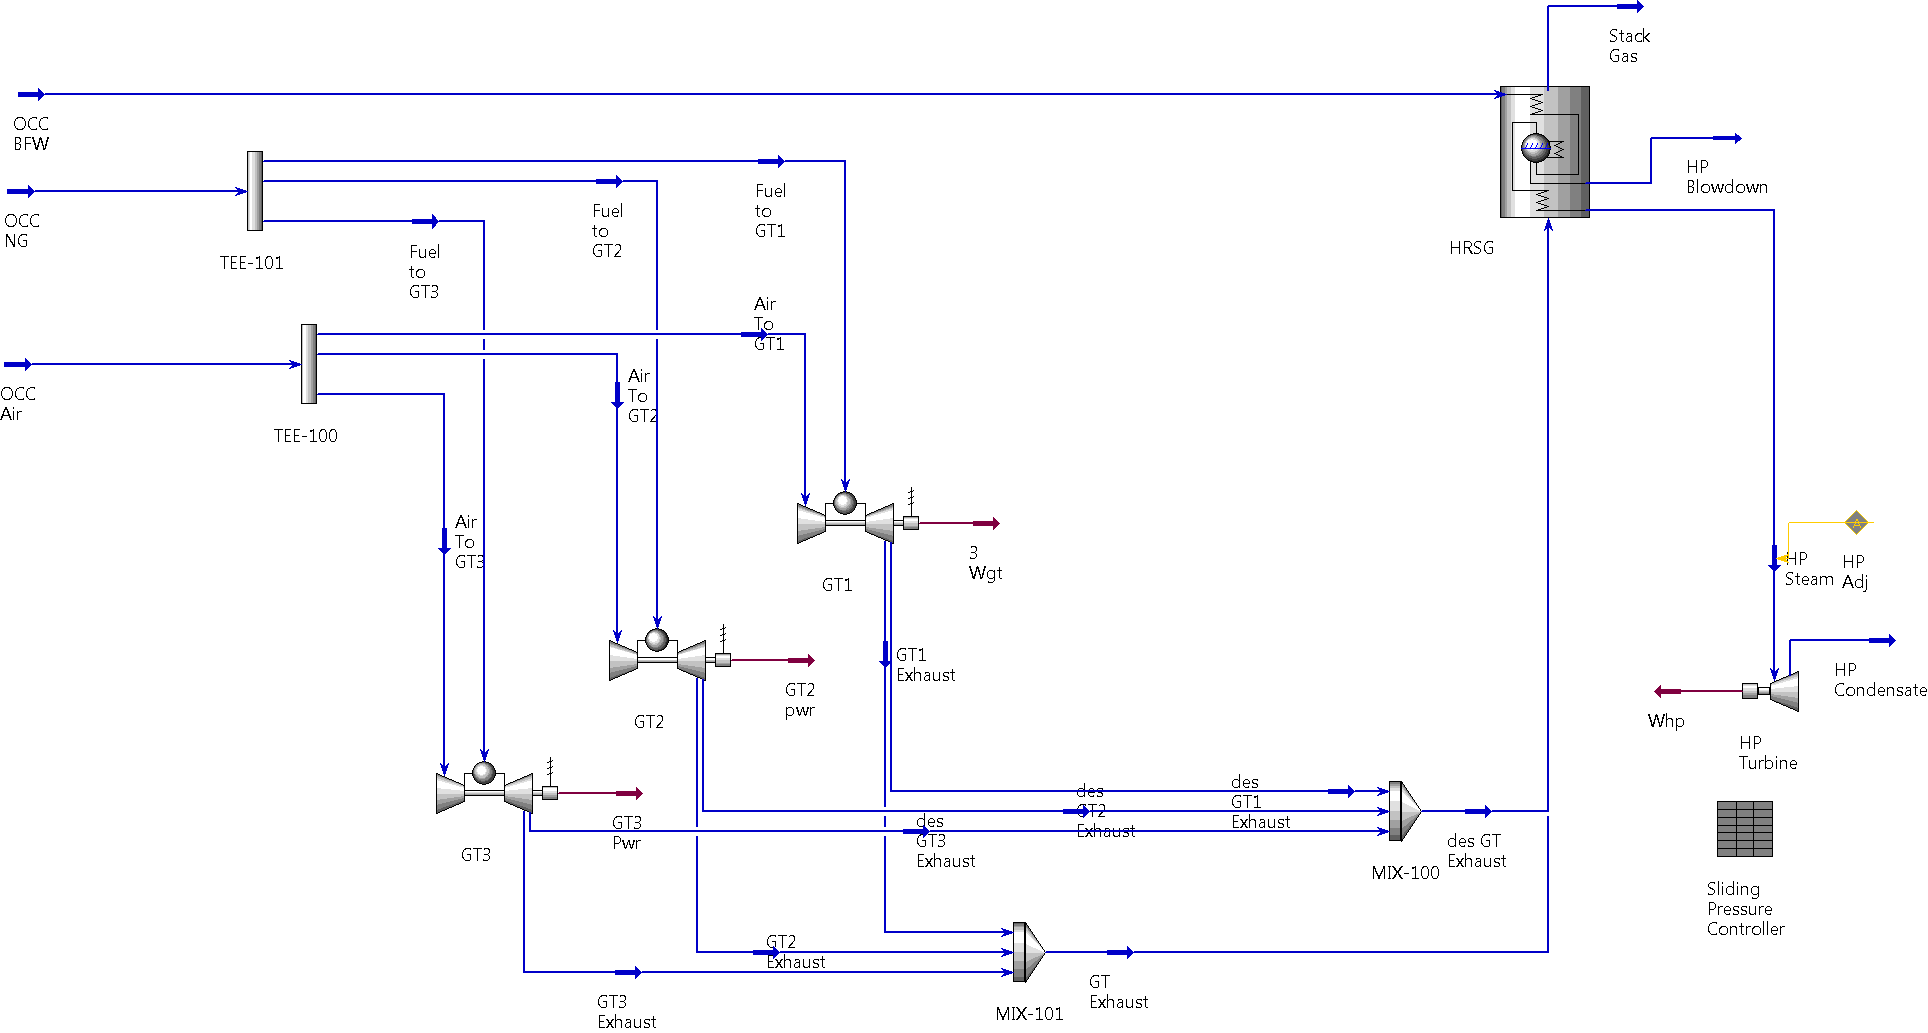 Stack
Gas
OCC
BFW
HP
Blowdown
Fuel
to
GT1
Fuel
to
GT2
OCC
NG
HRSG
Fuel
to
GT3
TEE-101
Air
To
GT1
Air
To
GT2
OCC
Air
TEE-100
Air
To
GT3
3
Wgt
A
HP
Steam
HP
Adj
GT1
GT1
Exhaust
HP
Condensate
GT2
pwr
GT2
Whp
HP
Turbine
des
GT1
Exhaust
des
GT2
Exhaust
GT3
Pwr
des
GT3
Exhaust
des GT
Exhaust
GT3
MIX-100
Sliding
Pressure
Controller
GT2
Exhaust
GT
Exhaust
GT3
Exhaust
MIX-101